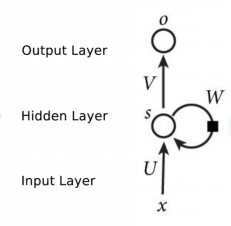 o
Output Layer
V
W
Hidden Layer
s
U
Input Layer
x